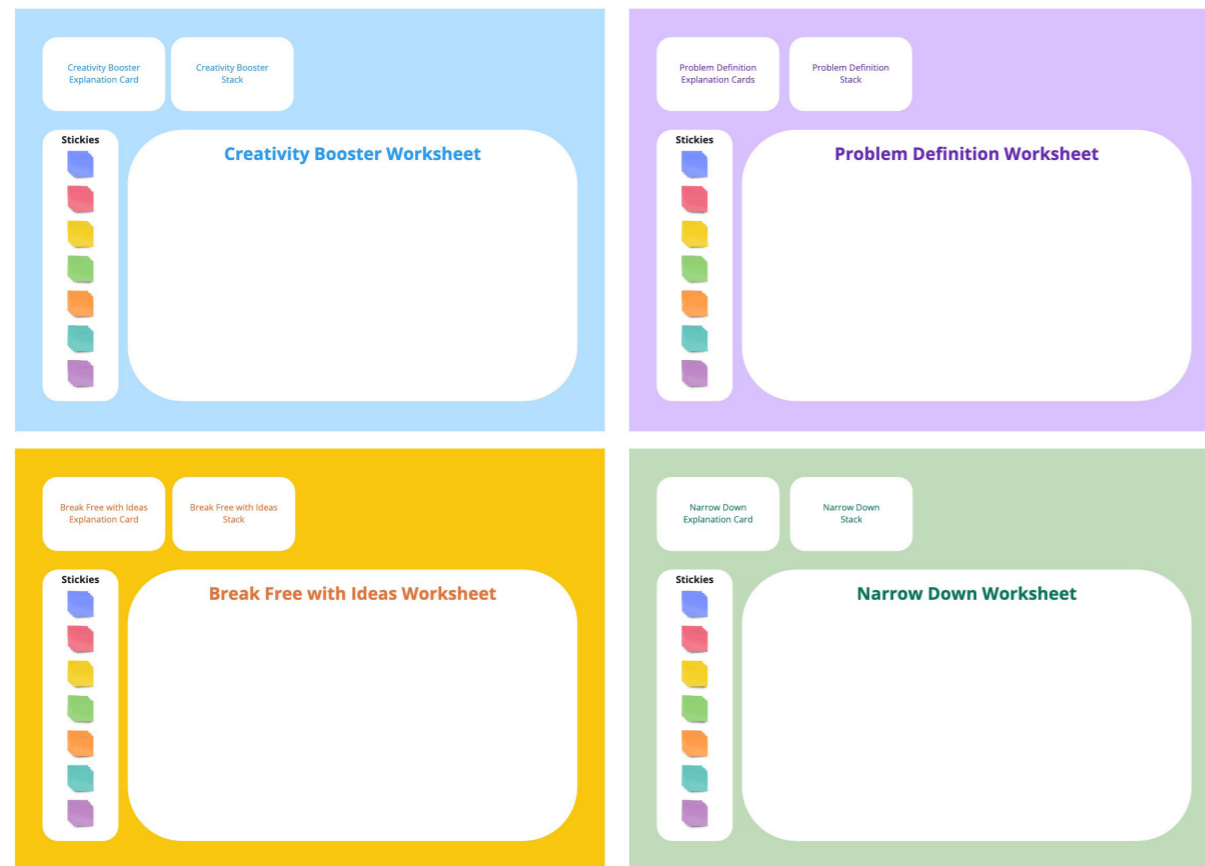 Creativity Booster
Explanation Card
Creativity Booster
Stack
Stickies
Creativity Booster Worksheet
Problem Definition
Explanation Cards
Problem Definition
Stack
Stickies
Problem Definition Worksheet
Break Free with Ideas
Explanation Card
Break Free with Ideas
Stack
Stickies
Break Free with Ideas Worksheet
Narrow Down
Explanation Card
Narrow Down
Stack
Stickies
Narrow Down Worksheet